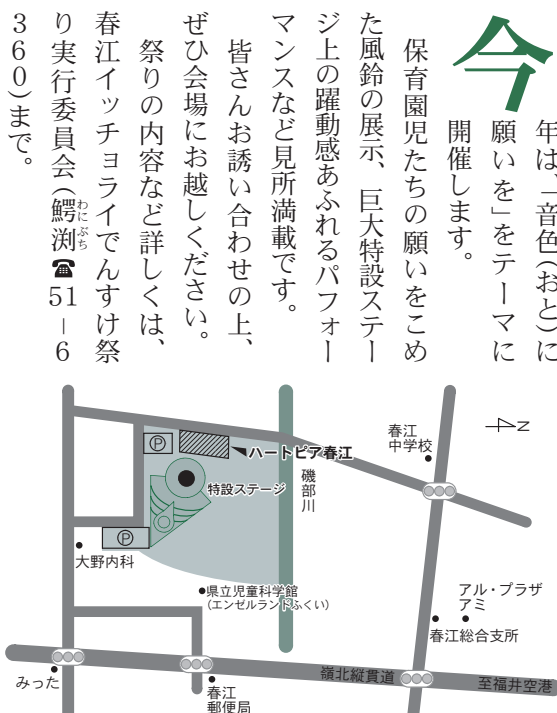 今年は、「音色(おと)に
願いを」をテーマに
開催します。
保育園児たちの願いをこめ
た風鈴の展示、巨大特設ステー
ジ上の躍動感あふれるパフォー
マンスなど見所満載です。
皆さんお誘い合わせの上、
ぜひ会場にお越しください。
祭りの内容など詳しくは、
春江イッチョライでんすけ祭
り実行委員会(鰐渕わにぶち☎51-6
360)まで。
N
春江
中学校
P
ハートピア春江
磯部川
特設ステージ
P
大野内科
県立児童科学館
(エンゼルランドふくい)
アル・プラザ
アミ
春江総合支所
みった
春江
郵便局
嶺北縦貫道
至福井空港